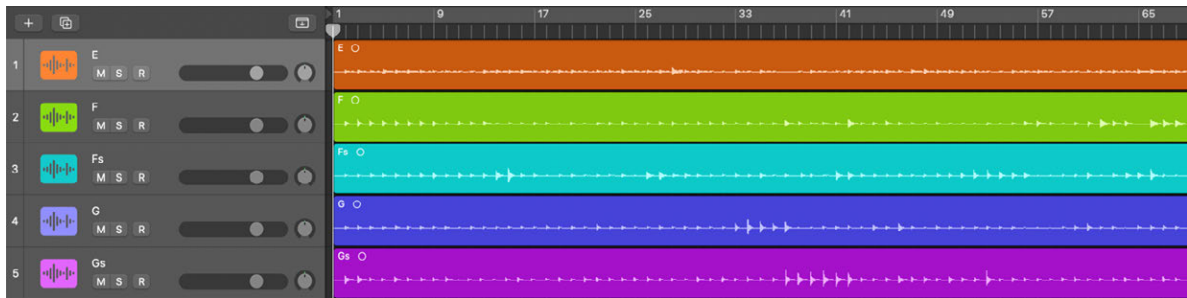 1 9 17 25 33 41 49 57 65
1 E
M S R
E
2 F
M S R
F
3 Fs
M S R
Fs
4 G
M S R
G
5 Gs
M S R
Gs